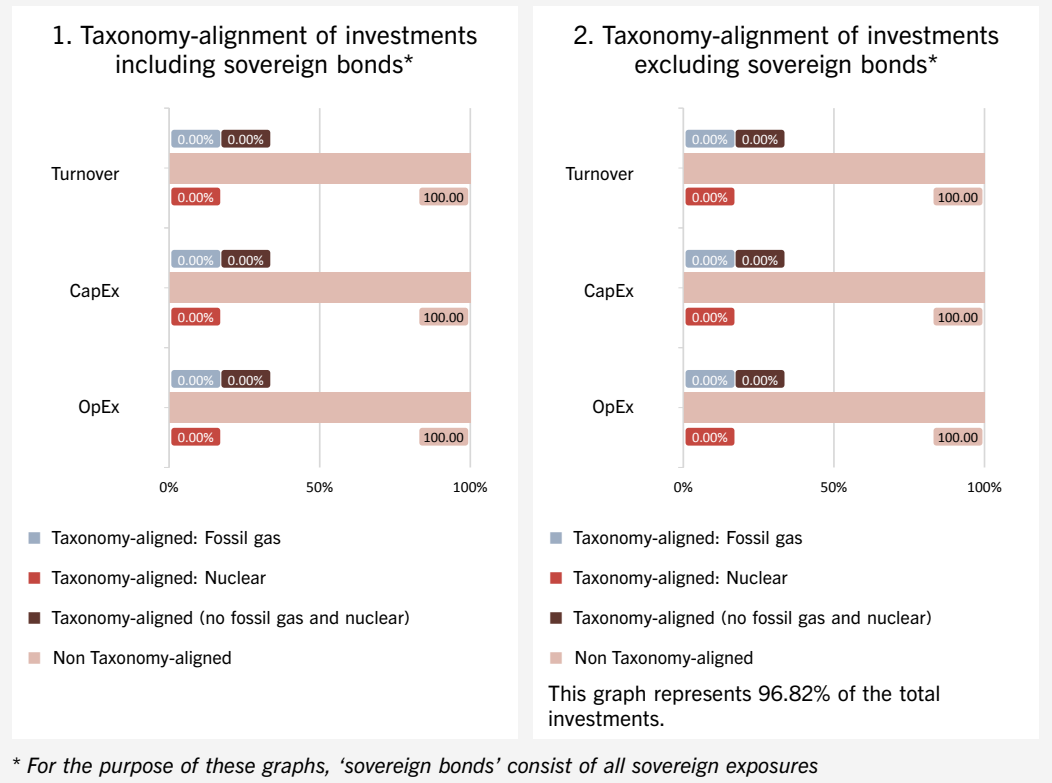 1. Taxonomy-alignment of investments
including sovereign bonds*
0.00% 0.00%
Turnover
0.00% 100.00
0.00% 0.00%
CapEx
0.00% 100.00
0.00% 0.00%
OpEx
0.00% 100.00
0% 50% 100%
Taxonomy-aligned: Fossil gas
Taxonomy-aligned: Nuclear
Taxonomy-aligned (no fossil gas and nuclear)
Non Taxonomy-aligned
2. Taxonomy-alignment of investments
excluding sovereign bonds*
0.00% 0.00%
Turnover
0.00% 100.00
0.00% 0.00%
CapEx
0.00% 100.00
0.00% 0.00%
OpEx
0.00% 100.00
0% 50% 100%
Taxonomy-aligned: Fossil gas
Taxonomy-aligned: Nuclear
Taxonomy-aligned (no fossil gas and nuclear)
Non Taxonomy-aligned
This graph represents 96.82% of the total
investments.
* For the purpose of these graphs, ‘sovereign bonds’ consist of all sovereign exposures